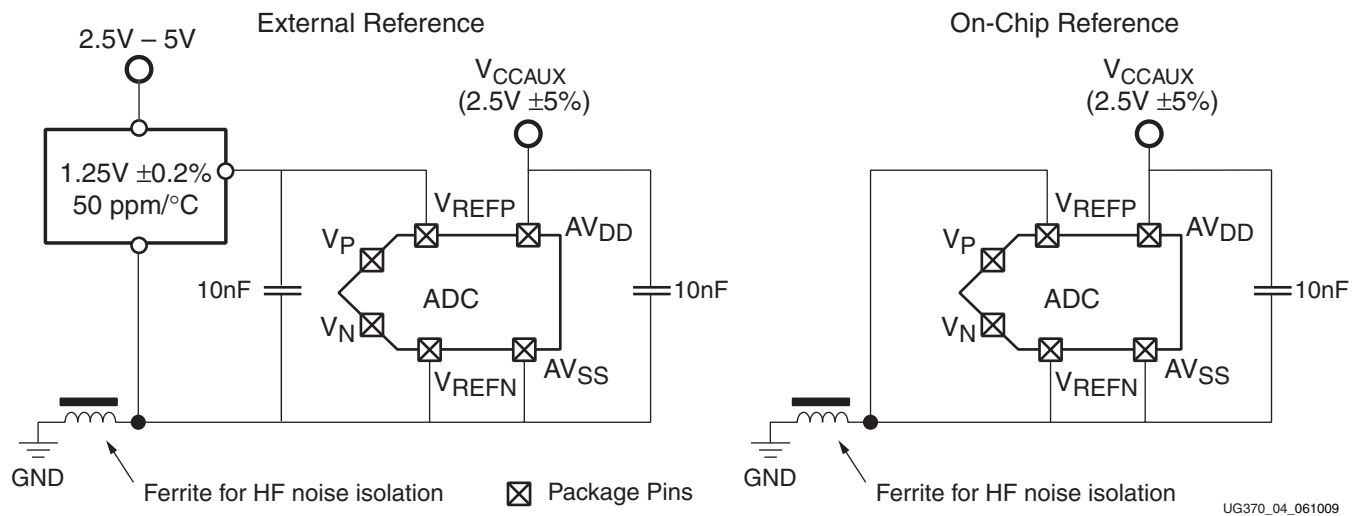 External Reference
2.5V – 5V
VCCAUX
(2.5V ±5%)
1.25V ±0.2%
50 ppm/°C
VREFP
AVDD
VP
10nF
ADC
10nF
VN
AVSS
VREFN
GND
Ferrite for HF noise isolation
Package Pins
On-Chip Reference
VCCAUX
(2.5V ±5%)
VREFP
AVDD
VP
ADC
10nF
VN
AVSS
VREFN
GND
Ferrite for HF noise isolation
UG370_04_061009